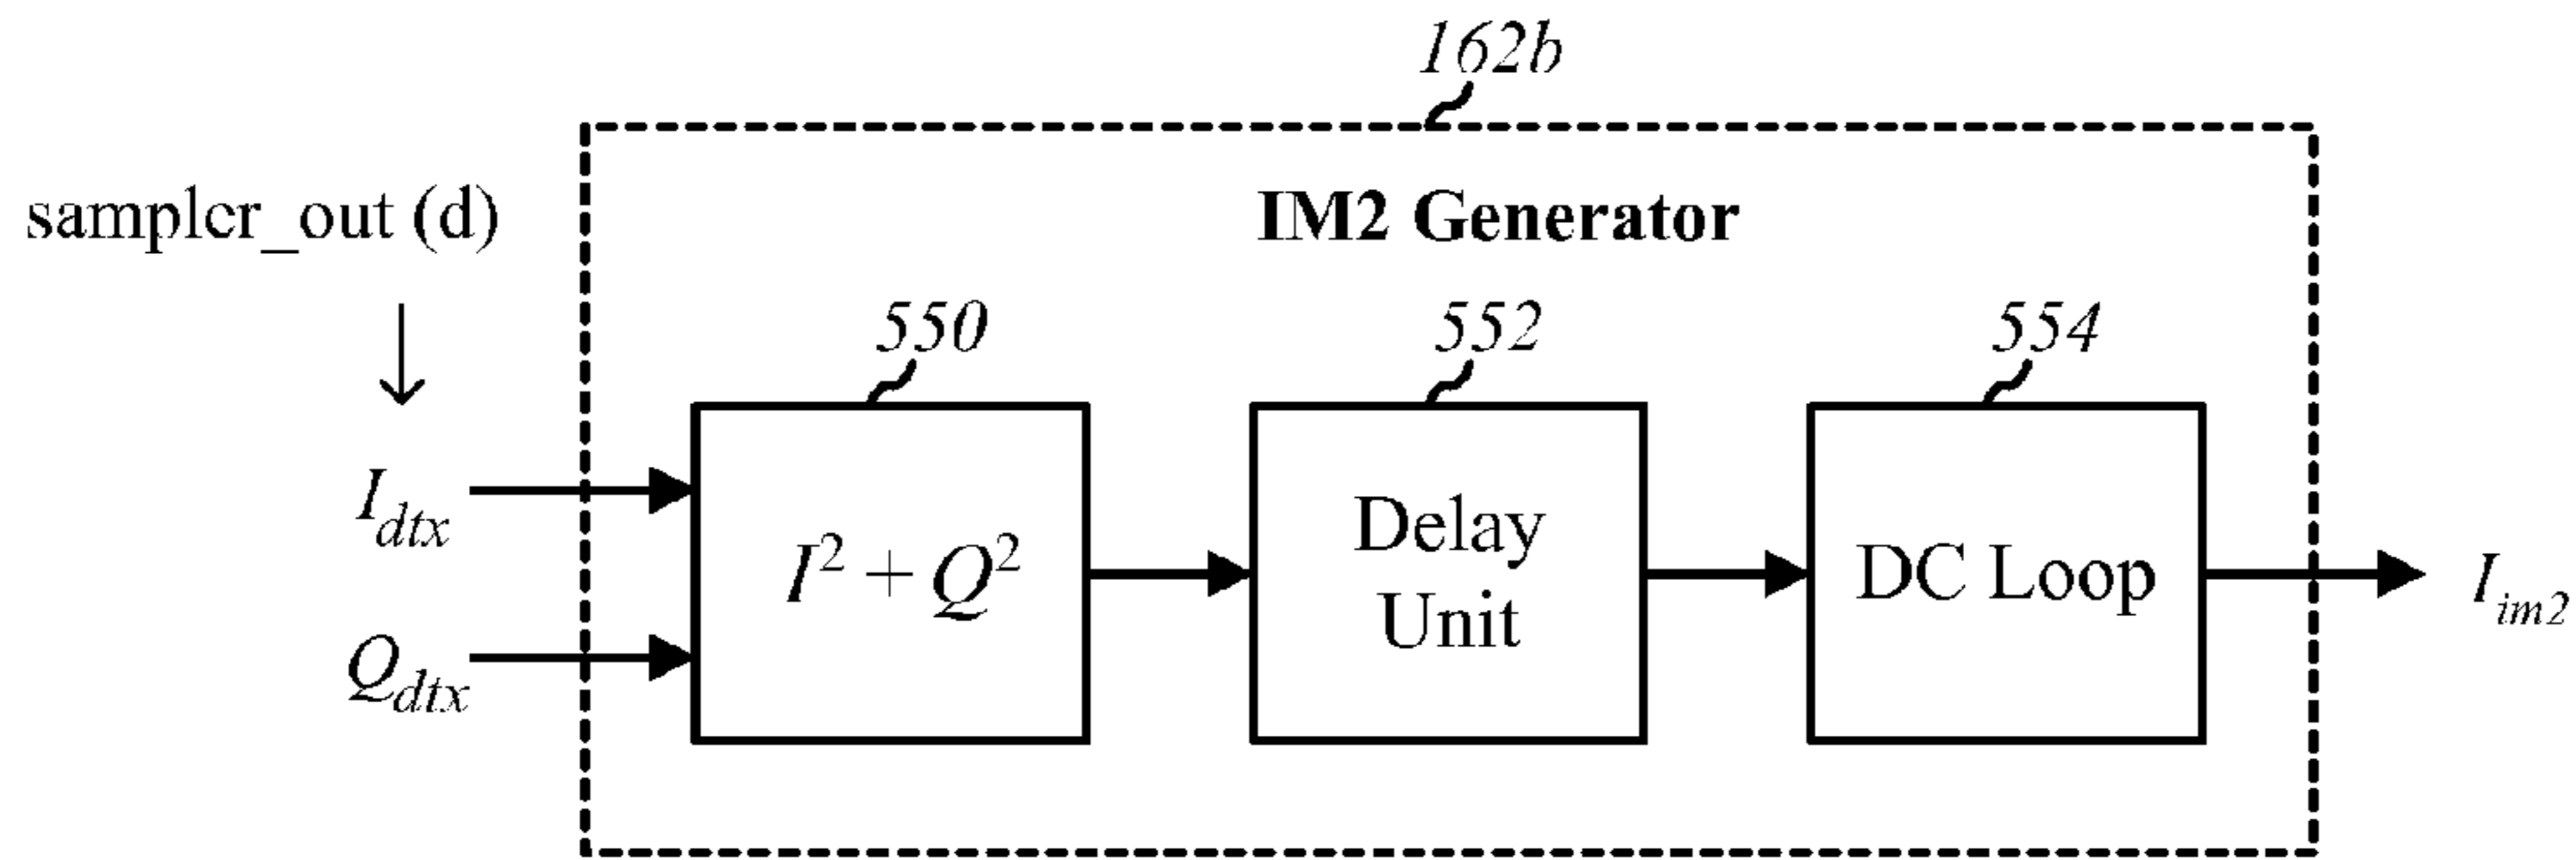 162b
samplcr_out (d)
IM2 Generator
550
552
554
I_dtx
Q_dtx
I² + Q²
Delay
Unit
DC Loop
I_im2